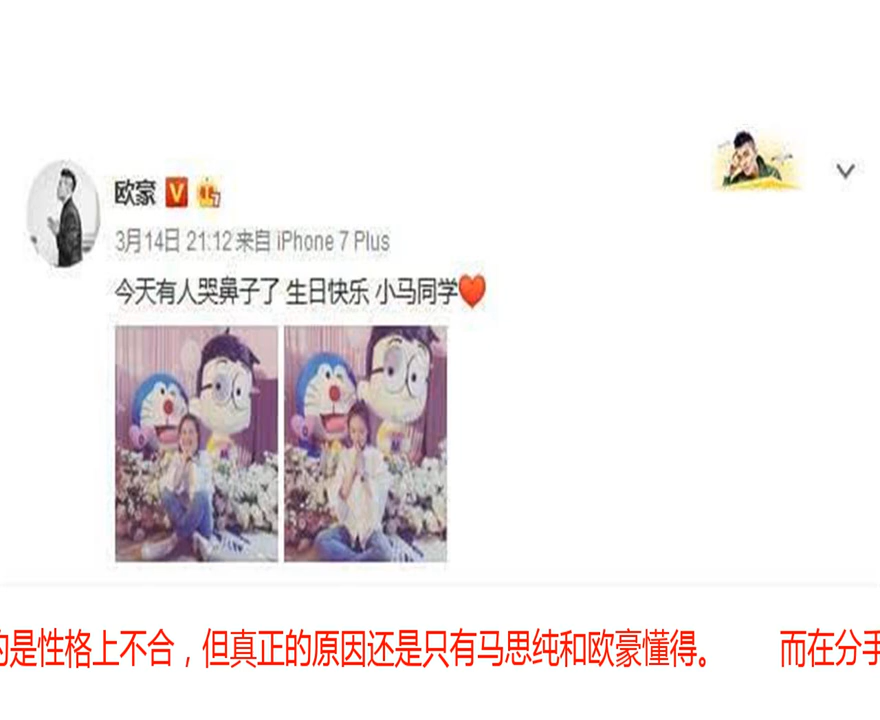 欧豪
3月14日 21:12 来自 iPhone 7 Plus
今天有人哭鼻子了 生日快乐 小马同学❤
的是性格上不合，但真正的原因还是只有马思纯和欧豪懂得。 而在分手